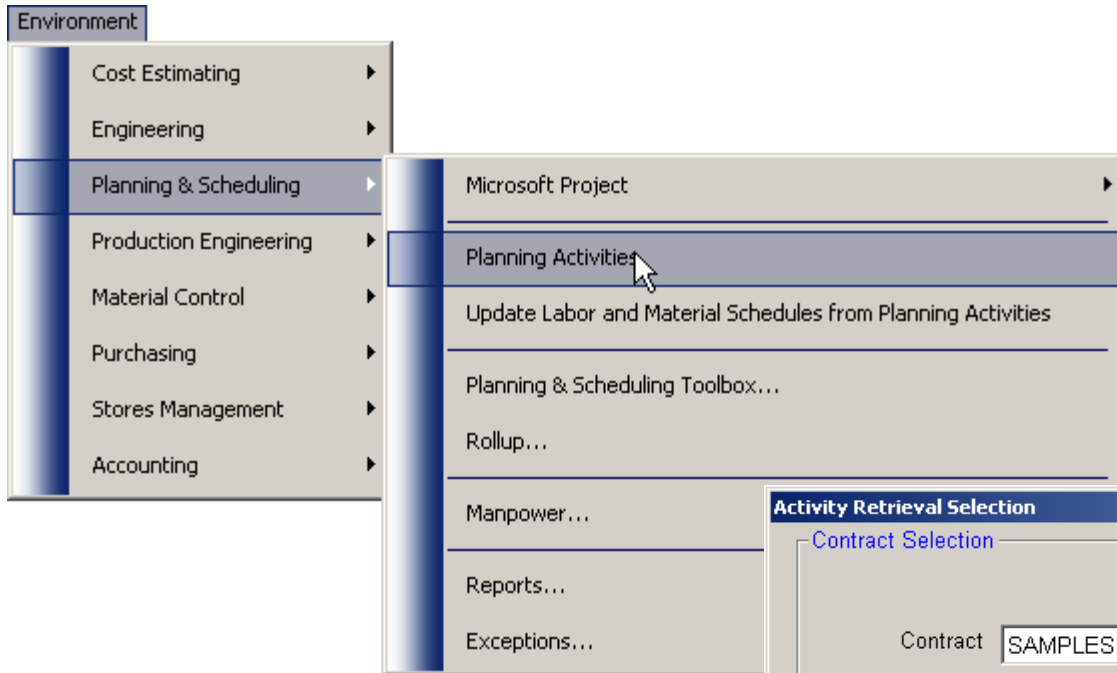 Environment
Cost Estimating
Engineering
Planning & Scheduling
Production Engineering
Material Control
Purchasing
Stores Management
Accounting
Microsoft Project
Planning Activities
Update Labor and Material Schedules from Planning Activities
Planning & Scheduling Toolbox...
Rollup...
Manpower...
Reports...
Exceptions...
Activity Retrieval Selection
Contract Selection
Contract SAMPLES